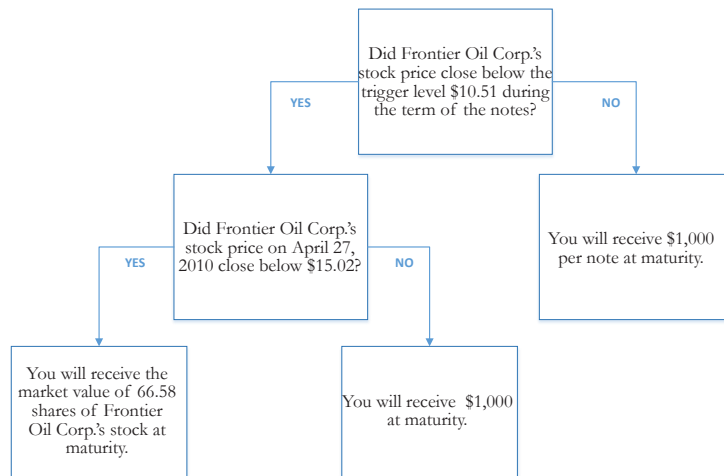 Did Frontier Oil Corp.'s
stock price close below the
trigger level $10.51 during
the term of the notes?
YES
NO
Did Frontier Oil Corp.'s
stock price on April 27,
2010 close below $15.02?
You will receive $1,000
per note at maturity.
YES
NO
You will receive the
market value of 66.58
shares of Frontier
Oil Corp.'s stock at
maturity.
You will receive $1,000
at maturity.